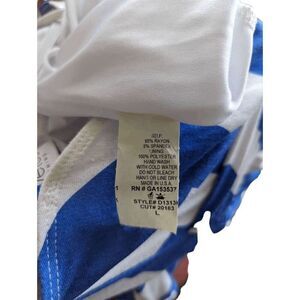 SELF:
95% RAYON
5% SPANDEX
LINING:
100% POLYESTER
HAND WASH
WITH COLD WATER
DO NOT BLEACH
HANG OR LINE DRY
MADE IN U.S.A.
RN # GA153537
STYLE# D1313
CUT# 20163
L